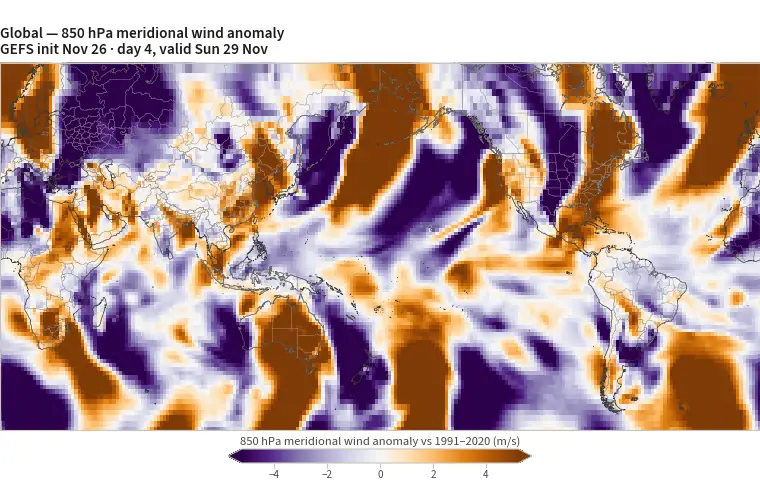 Global — 850 hPa meridional wind anomaly
GEFS init Nov 26 · day 4, valid Sun 29 Nov
850 hPa meridional wind anomaly vs 1991–2020 (m/s)
−4 −2 0 2 4